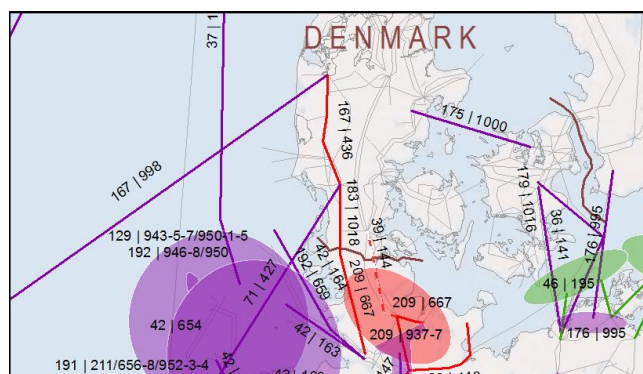 37 | 1
DENMARK
167 | 436
175 | 1000
167 | 998
183 | 1018
179 | 1016
36 | 141
176 | 995
39 | 144
129 | 943-5-7/950-1-5
192 | 946-8/950
42 | 164
209 | 667
192 | 659
71 | 427
46 | 195
209 | 667
42 | 654
42 | 163
209 | 937-7
176 | 995
191 | 211/656-8/952-3-4